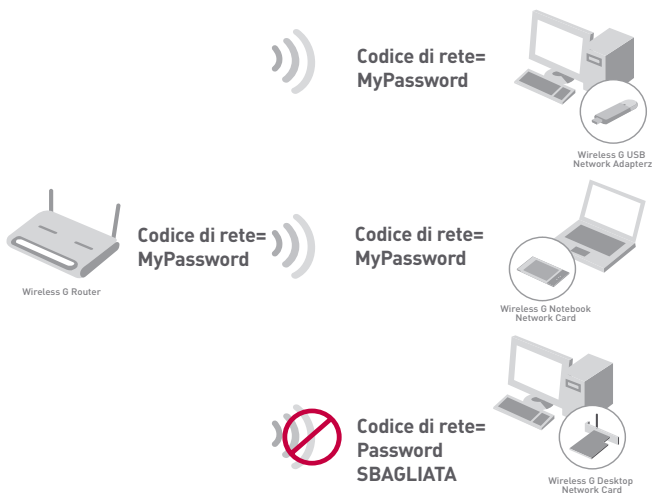 Codice di rete=
MyPassword
Wireless G USB
Network Adapterz
Codice di rete=
MyPassword
Wireless G Router
Codice di rete=
MyPassword
Wireless G Notebook
Network Card
Codice di rete=
Password
SBAGLIATA
Wireless G Desktop
Network Card